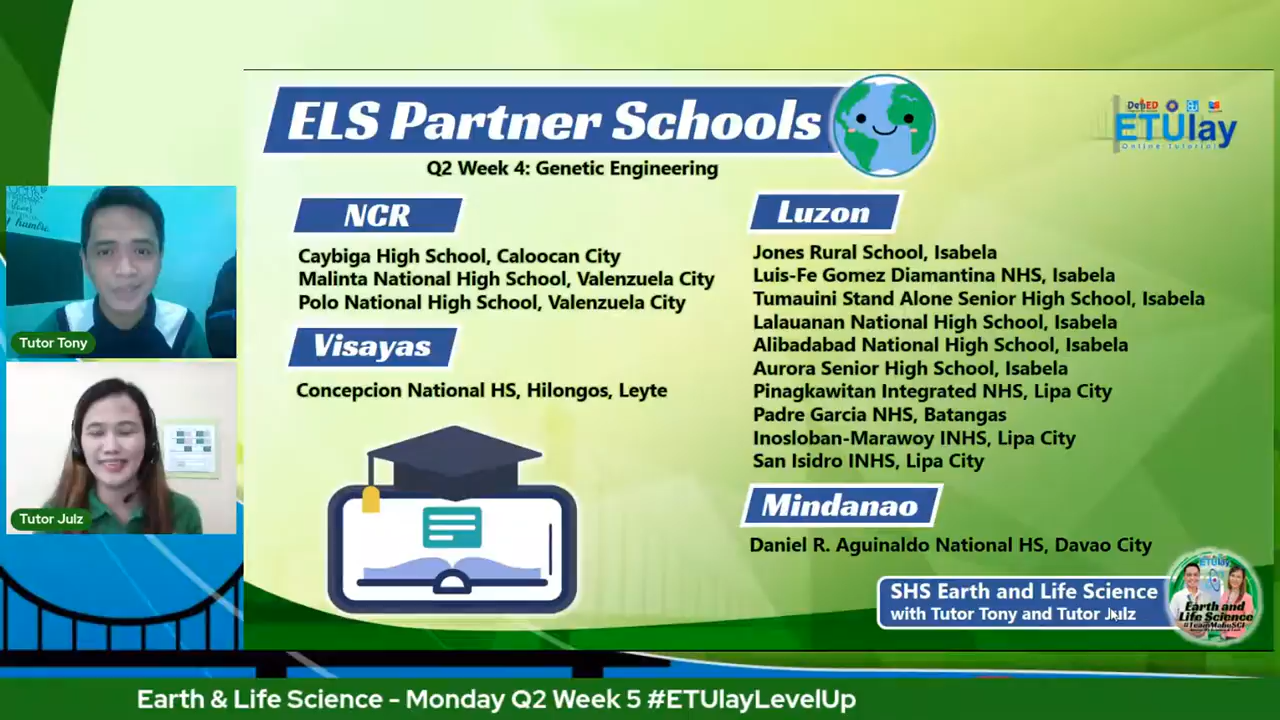 ELS Partner Schools
Q2 Week 4: Genetic Engineering
DepED
ETUlay
Online Tutorial
NCR
Caybiga High School, Caloocan City
Malinta National High School, Valenzuela City
Polo National High School, Valenzuela City
Visayas
Concepcion National HS, Hilongos, Leyte
Luzon
Jones Rural School, Isabela
Luis-Fe Gomez Diamantina NHS, Isabela
Tumauini Stand Alone Senior High School, Isabela
Lalauanan National High School, Isabela
Alibadabad National High School, Isabela
Aurora Senior High School, Isabela
Pinagkawitan Integrated NHS, Lipa City
Padre Garcia NHS, Batangas
Inosloban-Marawoy INHS, Lipa City
San Isidro INHS, Lipa City
Mindanao
Daniel R. Aguinaldo National HS, Davao City
SHS Earth and Life Science
with Tutor Tony and Tutor Julz
ETUlay
Earth and
Life Science
Tutor Tony
Tutor Julz
Earth & Life Science - Monday Q2 Week 5 #ETUlayLevelUp